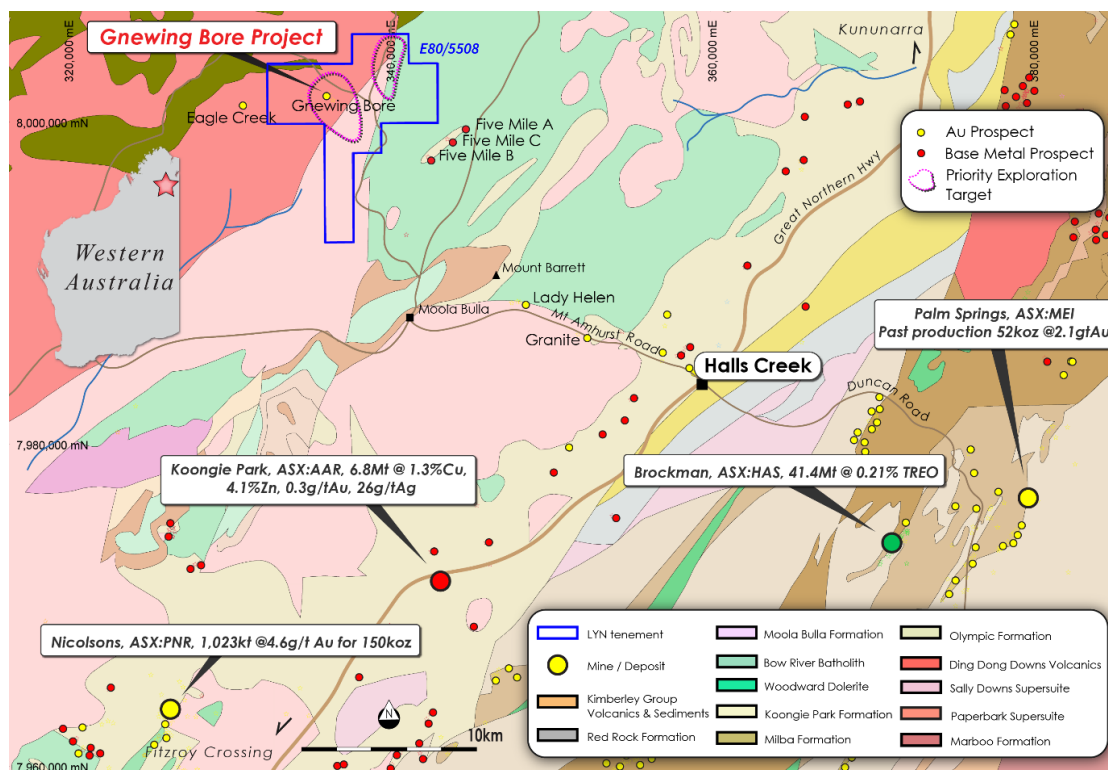 320,000 mE
Gnewing Bore Project
340,000 mE
E80/5508
360,000 mE
Kununarra
380,000 mE
8,000,000 mN
Eagle Creek
Gnewing Bore
Five Mile A
Five Mile C
Five Mile B
Au Prospect
Base Metal Prospect
Priority Exploration
Target
Great Northern Hwy
Western
Australia
Mount Barrett
Moola Bulla
Lady Helen
Granite
Mt Amhurst Road
Halls Creek
Palm Springs, ASX:MEI
Past production 52koz @2.1gtAu
Duncan Road
7,980,000 mN
Koongie Park, ASX:AAR, 6.8Mt @ 1.3%Cu,
4.1%Zn, 0.3g/tAu, 26g/tAg
Brockman, ASX:HAS, 41.4Mt @ 0.21% TREO
Nicolsons, ASX:PNR, 1,023kt @4.6g/t Au for 150koz
Fitzroy Crossing
N
10km
7,960,000 mN
LYN tenement
Mine / Deposit
Kimberley Group
Volcanics & Sediments
Red Rock Formation
Moola Bulla Formation
Bow River Batholith
Woodward Dolerite
Koongie Park Formation
Milba Formation
Olympic Formation
Ding Dong Downs Volcanics
Sally Downs Supersuite
Paperbark Supersuite
Marboo Formation